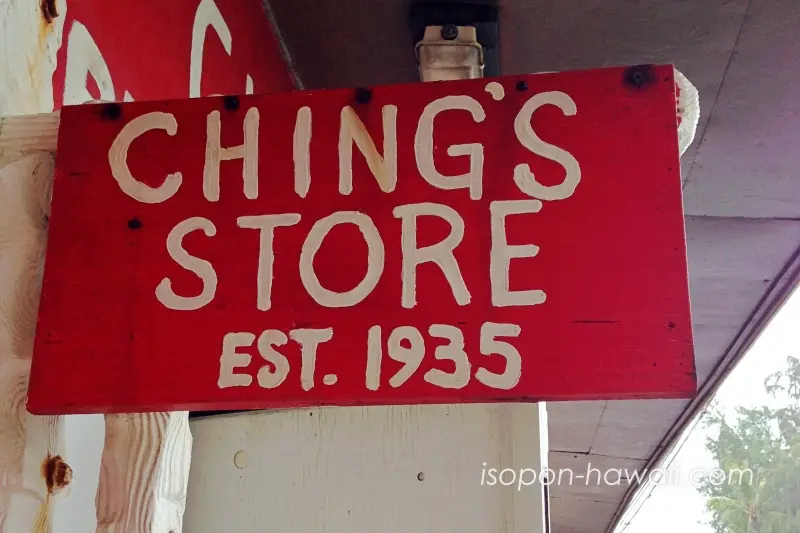 CHING'S
STORE
EST. 1935
isopon-hawaii.com